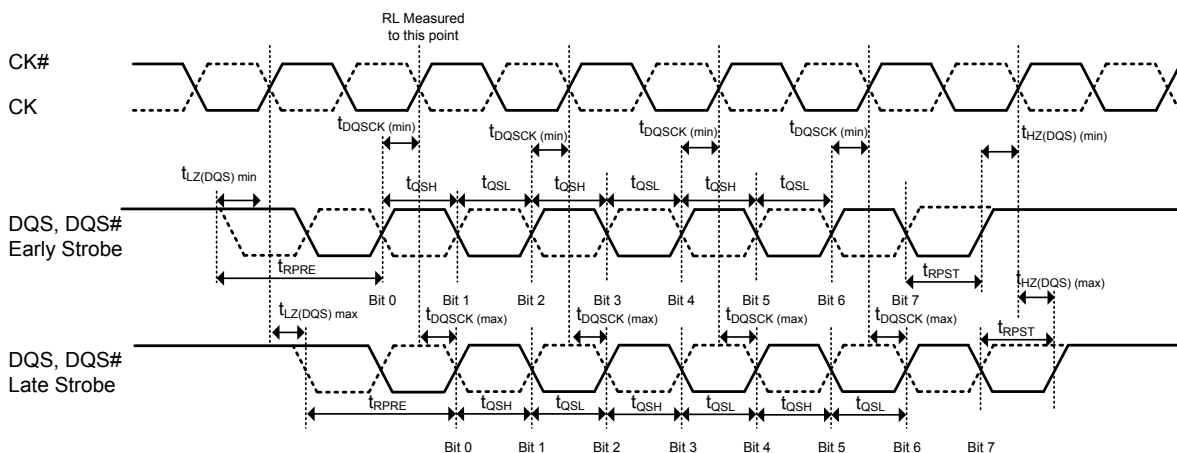 RL Measured
to this point
CK#
CK
tDQSCK (min) tDQSCK (min) tDQSCK (min) tDQSCK (min) tHZ(DQS) (min)
tLZ(DQS) min
tQSH tQSL tQSH tQSL tQSH tQSL
DQS, DQS#
Early Strobe
tRPRE tRPST
Bit 0 Bit 1 Bit 2 Bit 3 Bit 4 Bit 5 Bit 6 Bit 7
tHZ(DQS) (max)
tLZ(DQS) max
tDQSCK (max) tDQSCK (max) tDQSCK (max) tDQSCK (max)
tRPST
DQS, DQS#
Late Strobe
tRPRE tQSH tQSL tQSH tQSL tQSH tQSL
Bit 0 Bit 1 Bit 2 Bit 3 Bit 4 Bit 5 Bit 6 Bit 7